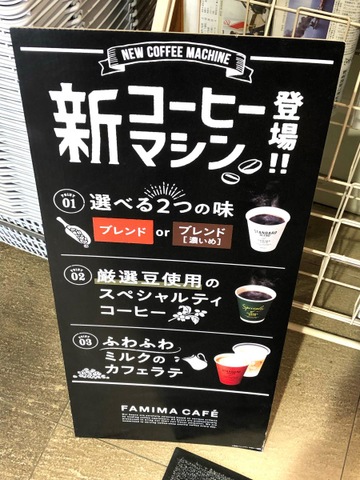 NEW COFFEE MACHINE
新コーヒーマシン登場!!
POINT 01
選べる2つの味
ブレンド or ブレンド[濃いめ]
POINT 02
厳選豆使用の
スペシャルティ
コーヒー
POINT 03
ふわふわ
ミルクの
カフェラテ
FAMIMA CAFÉ